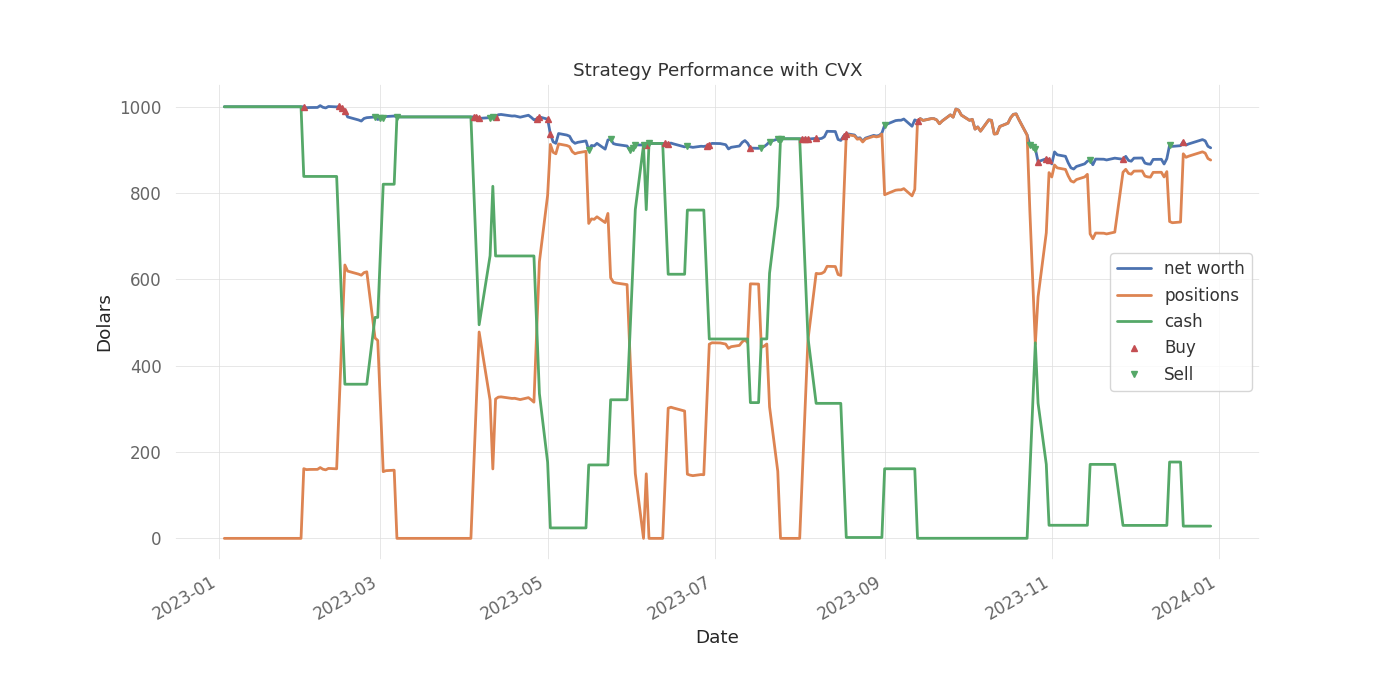 Strategy Performance with CVX
1000
800
600
400
200
0
Dolars
net worth
positions
cash
Buy
Sell
2023-01
2023-03
2023-05
2023-07
2023-09
2023-11
2024-01
Date